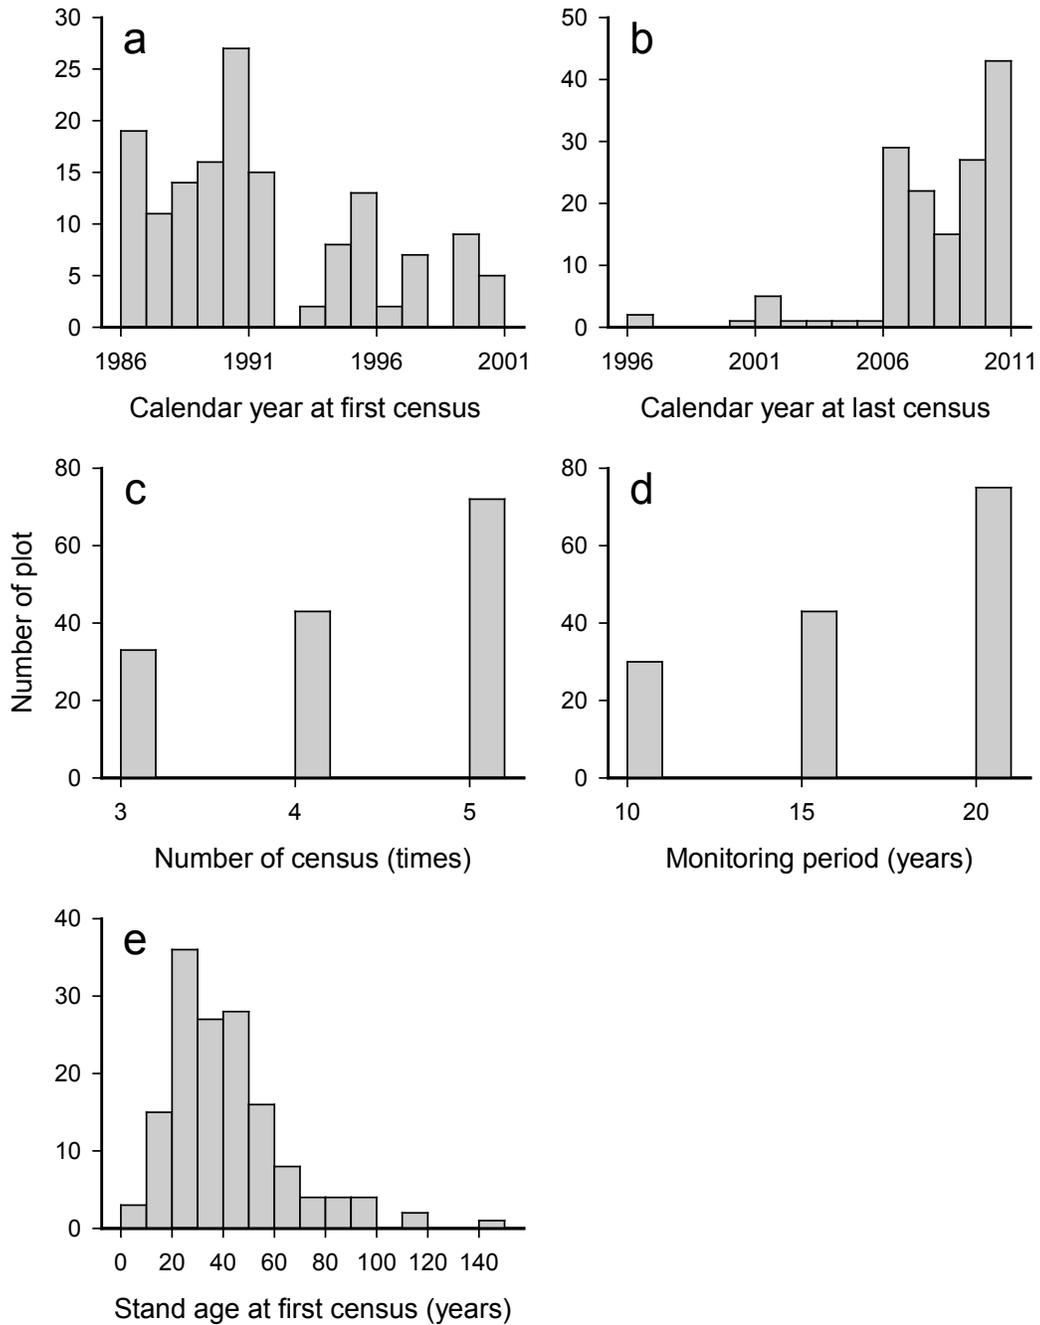 a
30
25
20
15
10
5
0
1986 1991 1996 2001
Calendar year at first census
b
50
40
30
20
10
0
1996 2001 2006 2011
Calendar year at last census
Number of plot
c
80
60
40
20
0
3 4 5
Number of census (times)
d
80
60
40
20
0
10 15 20
Monitoring period (years)
e
40
30
20
10
0
0 20 40 60 80 100 120 140
Stand age at first census (years)